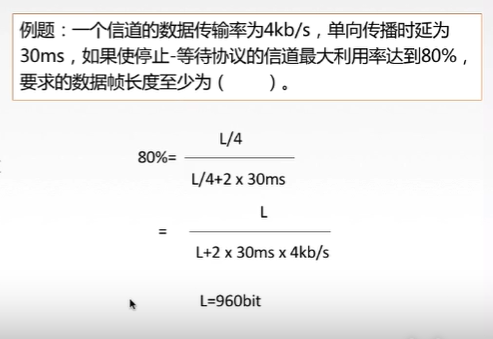 例题：一个信道的数据传输率为4kb/s，单向传播时延为
30ms，如果使停止-等待协议的信道最大利用率达到80%，
要求的数据帧长度至少为（　　）。
L/4
80%=
L/4+2 x 30ms
L
=
L+2 x 30ms x 4kb/s
L=960bit